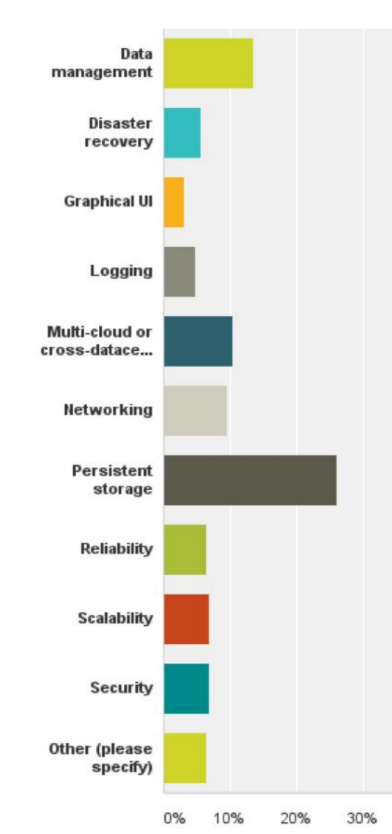 Data
management
Disaster
recovery
Graphical UI
Logging
Multi-cloud or
cross-datace...
Networking
Persistent
storage
Reliability
Scalability
Security
Other (please
specify)
0% 10% 20% 30%